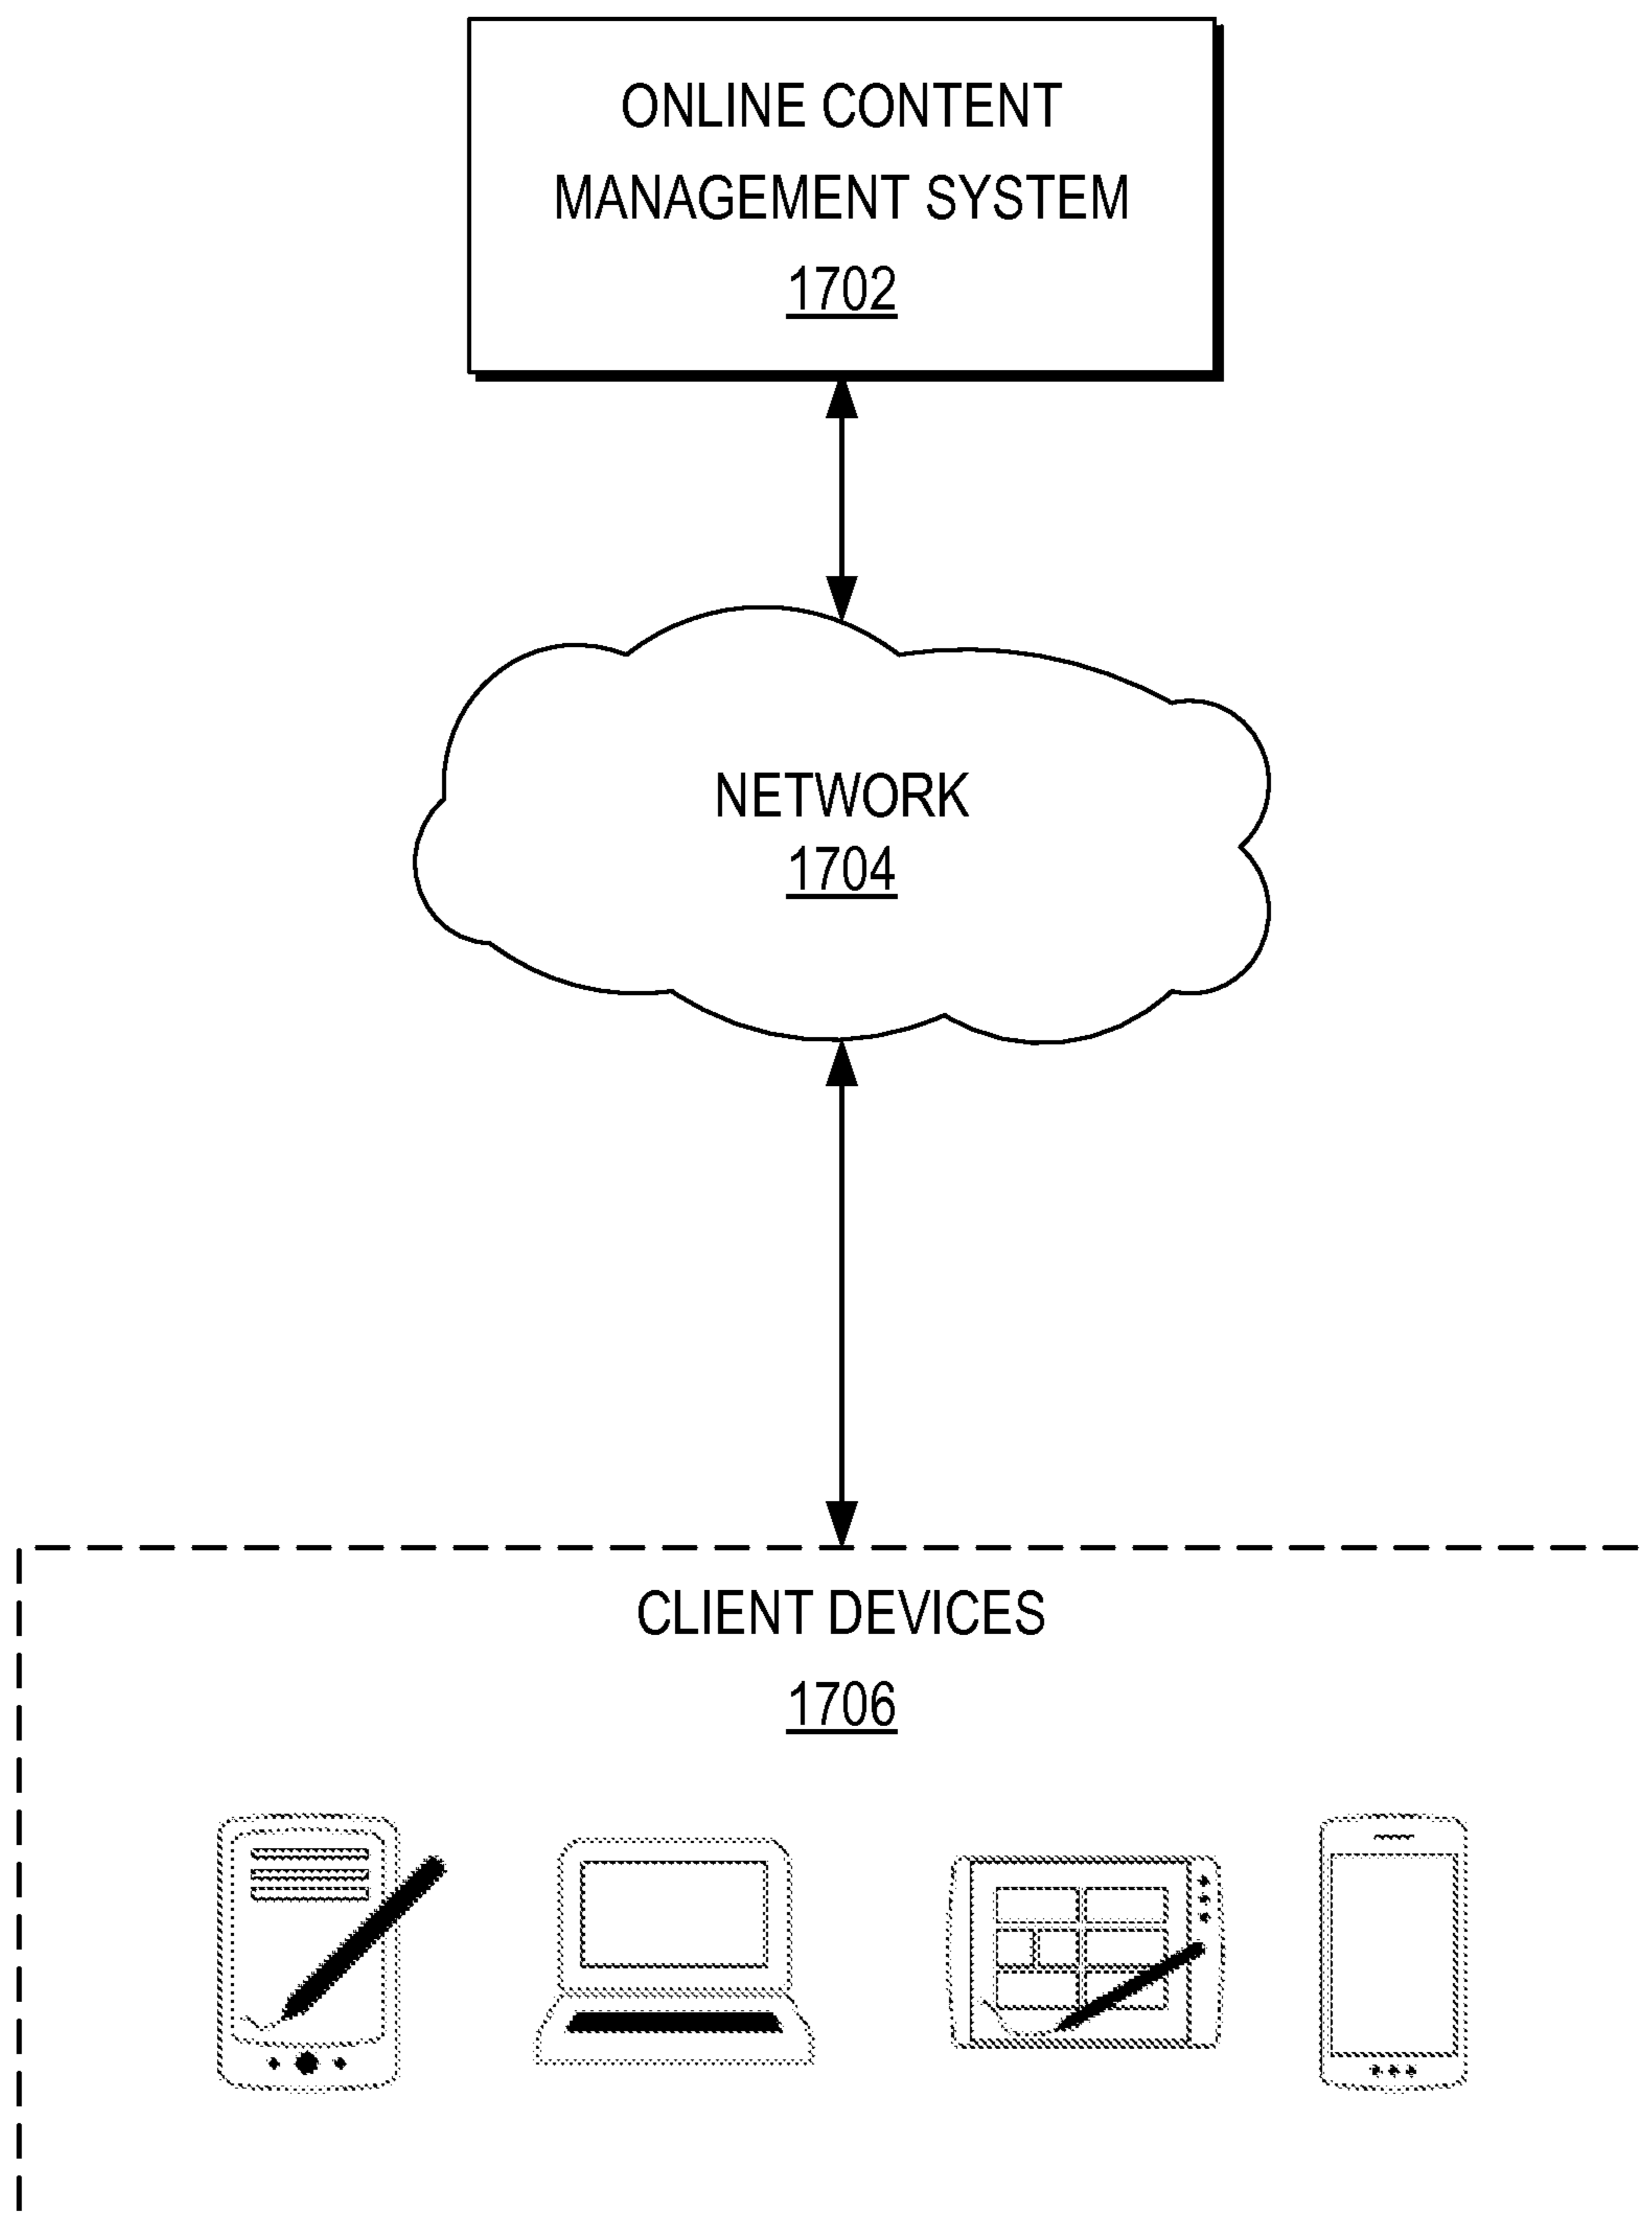 ONLINE CONTENT
MANAGEMENT SYSTEM
1702
NETWORK
1704
CLIENT DEVICES
1706